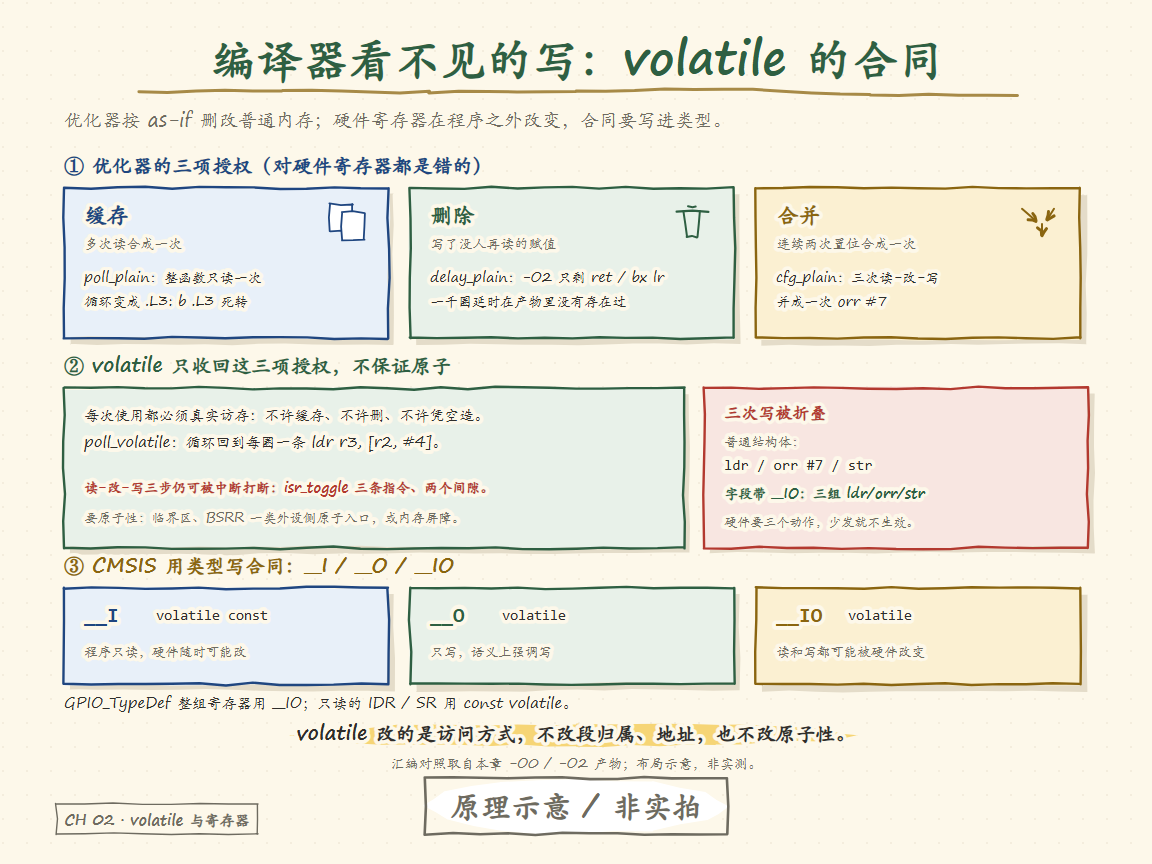 编译器看不见的写：volatile 的合同
优化器按 as-if 删改普通内存；硬件寄存器在程序之外改变，合同要写进类型。
① 优化器的三项授权（对硬件寄存器都是错的）
缓存
多次读合成一次
poll_plain：整函数只读一次
循环变成 .L3: b .L3 死转
删除
写了没人再读的赋值
delay_plain：-O2 只剩 ret / bx lr
一千圈延时在产物里没有存在过
合并
连续两次置位合成一次
cfg_plain：三次读-改-写
并成一次 orr #7
② volatile 只收回这三项授权，不保证原子
每次使用都必须真实访存：不许缓存、不许删、不许凭空造。
poll_volatile：循环回到每圈一条 ldr r3, [r2, #4]。
读-改-写三步仍可被中断打断：isr_toggle 三条指令、两个间隙。
要原子性：临界区、BSRR 一类外设侧原子入口，或内存屏障。
三次写被折叠
普通结构体：
ldr / orr #7 / str
字段带 __IO：三组 ldr/orr/str
硬件要三个动作，少发就不生效。
③ CMSIS 用类型写合同：__I / __O / __IO
__I volatile const
程序只读，硬件随时可能改
__O volatile
只写，语义上强调写
__IO volatile
读和写都可能被硬件改变
GPIO_TypeDef 整组寄存器用 __IO；只读的 IDR / SR 用 const volatile。
volatile 改的是访问方式，不改段归属、地址，也不改原子性。
汇编对照取自本章 -O0 / -O2 产物；布局示意，非实测。
原理示意 / 非实拍
CH 02 · volatile 与寄存器